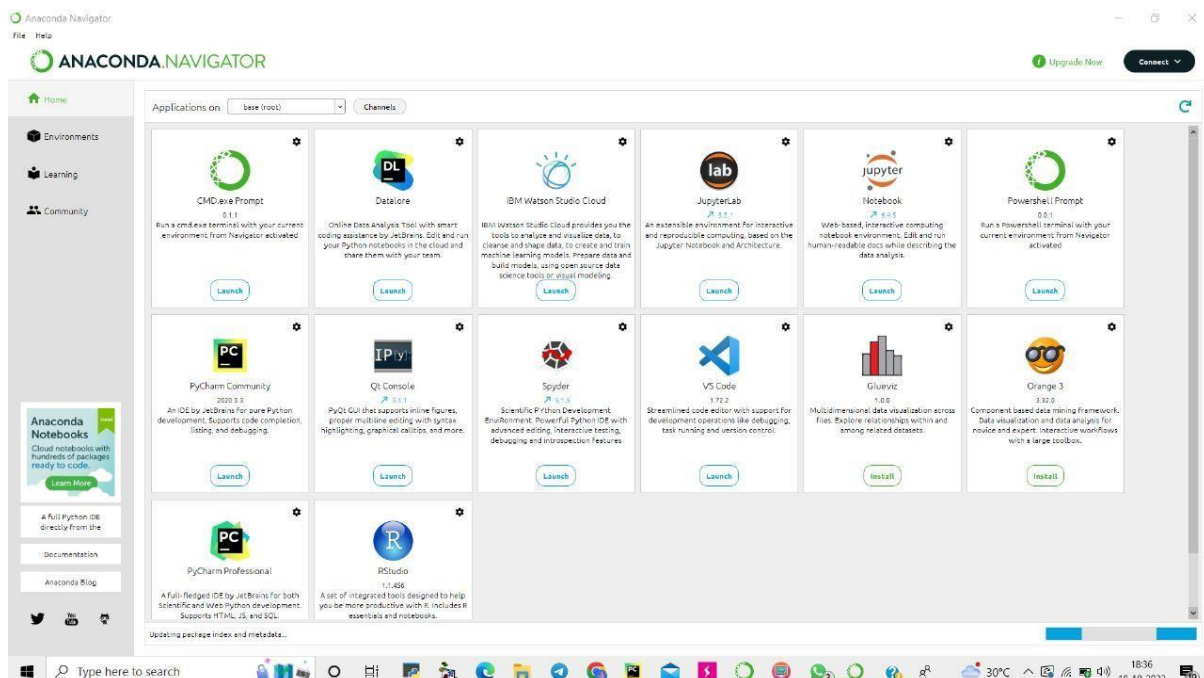 Anaconda Navigator
File Help
ANACONDA.NAVIGATOR
Upgrade Now
Connect
Home
Environments
Learning
Community
Applications on
base (root)
Channels
CMD.exe Prompt
0.1.1
Run a cmd.exe terminal with your current
environment from Navigator activated
Launch
DL
Datalore
Online Data Analysis Tool with smart
coding assistance by JetBrains. Edit and run
your Python notebooks in the cloud and
share them with your team.
Launch
IBM Watson Studio Cloud
IBM Watson Studio Cloud provides you the
tools to analyze and visualize data, to
cleanse and shape data, to create and train
machine learning models. Prepare data and
build models, using open source data
science tools or visual modeling.
Launch
lab
JupyterLab
An extensible environment for interactive
and reproducible computing, based on the
Jupyter Notebook and Architecture.
Launch
jupyter
Notebook
6.4.5
Web-based, interactive computing
notebook environment. Edit and run
human-readable docs while describing the
data analysis.
Launch
Powershell Prompt
0.0.1
Run a Powershell terminal with your
current environment from Navigator
activated
Launch
PC
PyCharm Community
2020.3.3
An IDE by JetBrains for pure Python
development. Supports code completion,
listing, and debugging.
Launch
IP[y]:
Qt Console
5.1.1
PyQt GUI that supports inline figures,
proper multiline editing with syntax
highlighting, graphical calltips, and more.
Launch
Spyder
5.1.5
Scientific PYthon Development
EnviRonment. Powerful Python IDE with
advanced editing, interactive testing,
debugging and introspection features
Launch
VS Code
1.72.2
Streamlined code editor with support for
development operations like debugging,
task running and version control.
Launch
Glueviz
1.0.0
Multidimensional data visualization across
files. Explore relationships within and
among related datasets.
Install
Orange 3
3.32.0
Component based data mining framework.
Data visualization and data analysis for
novice and expert. Interactive workflows
with a large toolbox.
Install
PC
PyCharm Professional
A full-fledged IDE by JetBrains for both
Scientific and Web Python development.
Supports HTML, JS, and SQL.
R
RStudio
1.1.456
A set of integrated tools designed to help
you be more productive with R. Includes R
essentials and notebooks.
Anaconda
Notebooks
Cloud notebooks with
hundreds of packages
ready to code.
Learn More
A Full Python IDE
directly from the
Documentation
Anaconda Blog
You
Updating package index and metadata...
Type here to search
30°C
18:36